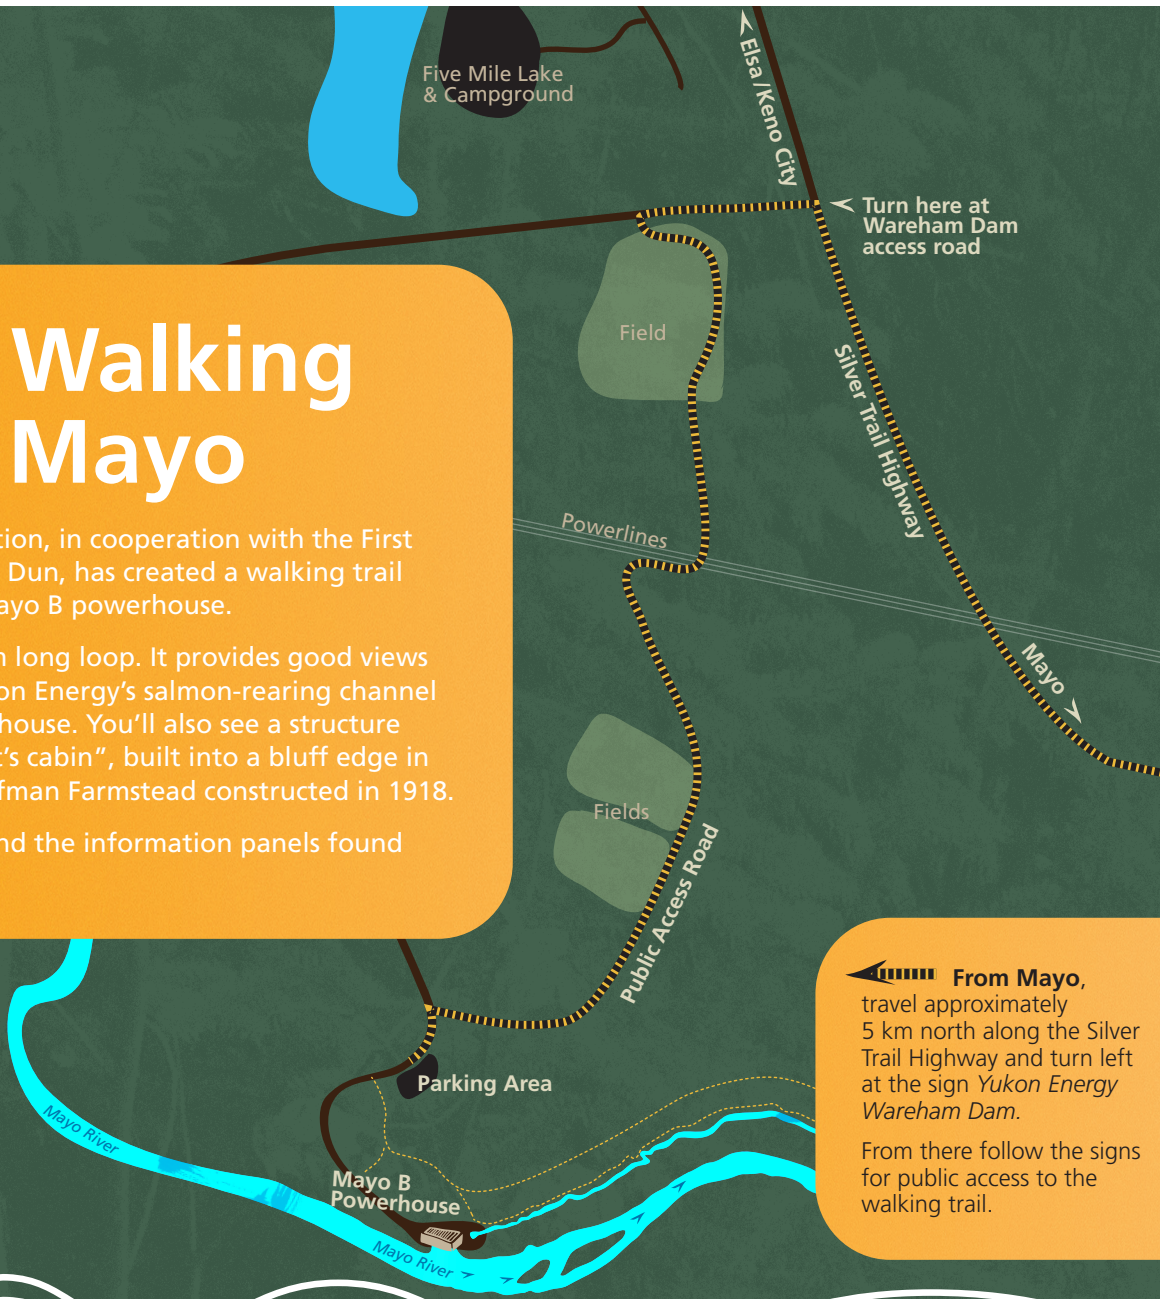 Five Mile Lake
& Campground
Elsa/Keno City
Turn here at
Wareham Dam
access road
Field
Silver Trail Highway
Walking
Mayo
tion, in cooperation with the First
Dun, has created a walking trail
ayo B powerhouse.
long loop. It provides good views
on Energy’s salmon-rearing channel
house. You’ll also see a structure
t’s cabin”, built into a bluff edge in
fman Farmstead constructed in 1918.
nd the information panels found
Powerlines
Mayo
Fields
Public Access Road
From Mayo,
travel approximately
5 km north along the Silver
Trail Highway and turn left
at the sign Yukon Energy
Wareham Dam.
From there follow the signs
for public access to the
walking trail.
Parking Area
Mayo River
Mayo B
Powerhouse
Mayo River